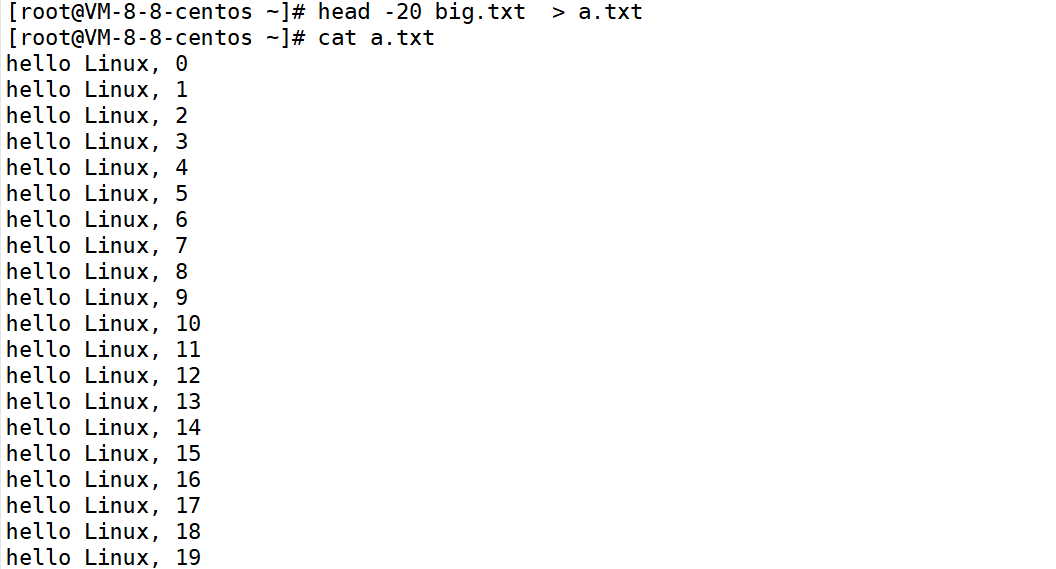 [root@VM-8-8-centos ~]# head -20 big.txt  > a.txt
[root@VM-8-8-centos ~]# cat a.txt
hello Linux, 0
hello Linux, 1
hello Linux, 2
hello Linux, 3
hello Linux, 4
hello Linux, 5
hello Linux, 6
hello Linux, 7
hello Linux, 8
hello Linux, 9
hello Linux, 10
hello Linux, 11
hello Linux, 12
hello Linux, 13
hello Linux, 14
hello Linux, 15
hello Linux, 16
hello Linux, 17
hello Linux, 18
hello Linux, 19